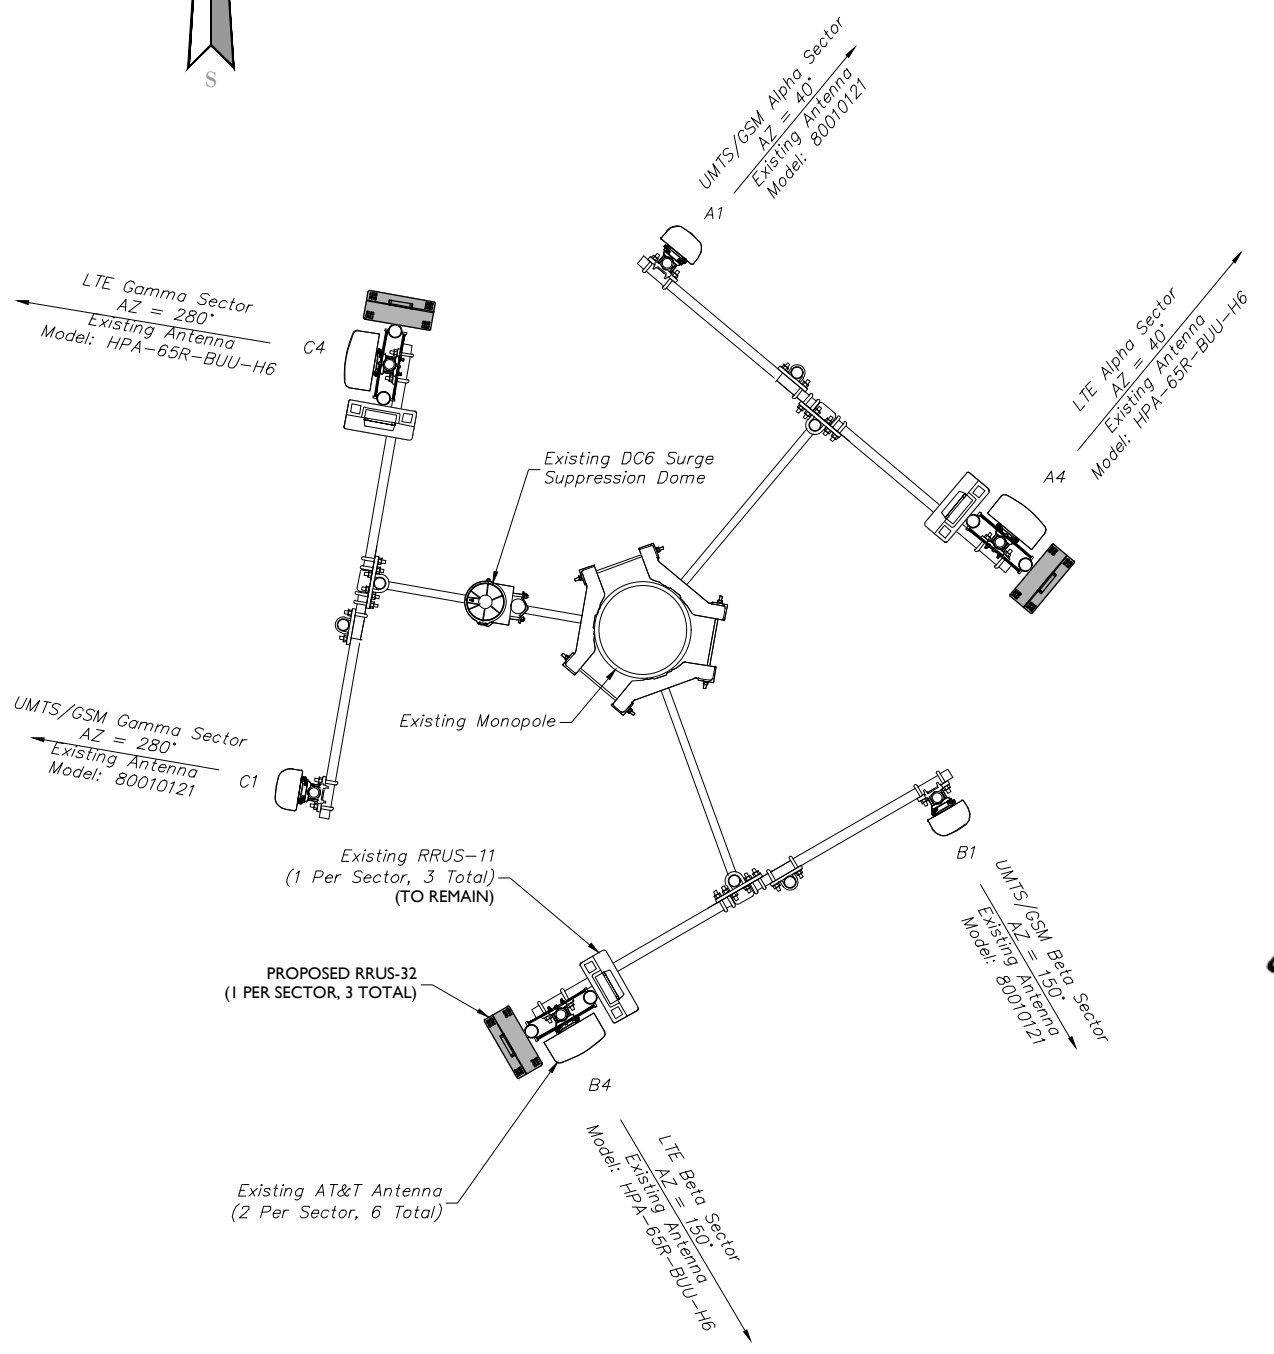 S
UMTS/GSM Alpha Sector
AZ = 40°
Existing Antenna
Model: 80010121
A1
LTE Gamma Sector
AZ = 280°
Existing Antenna
Model: HPA-65R-BUU-H6
C4
LTE Alpha Sector
AZ = 40°
Existing Antenna
Model: HPA-65R-BUU-H6
A4
Existing DC6 Surge
Suppression Dome
Existing Monopole
UMTS/GSM Gamma Sector
AZ = 280°
Existing Antenna
Model: 80010121
C1
Existing RRUS-11
(1 Per Sector, 3 Total)
(TO REMAIN)
B1
UMTS/GSM Beta Sector
AZ = 150°
Existing Antenna
Model: 80010121
PROPOSED RRUS-32
(1 PER SECTOR, 3 TOTAL)
B4
LTE Beta Sector
AZ = 150°
Existing Antenna
Model: HPA-65R-BUU-H6
Existing AT&T Antenna
(2 Per Sector, 6 Total)